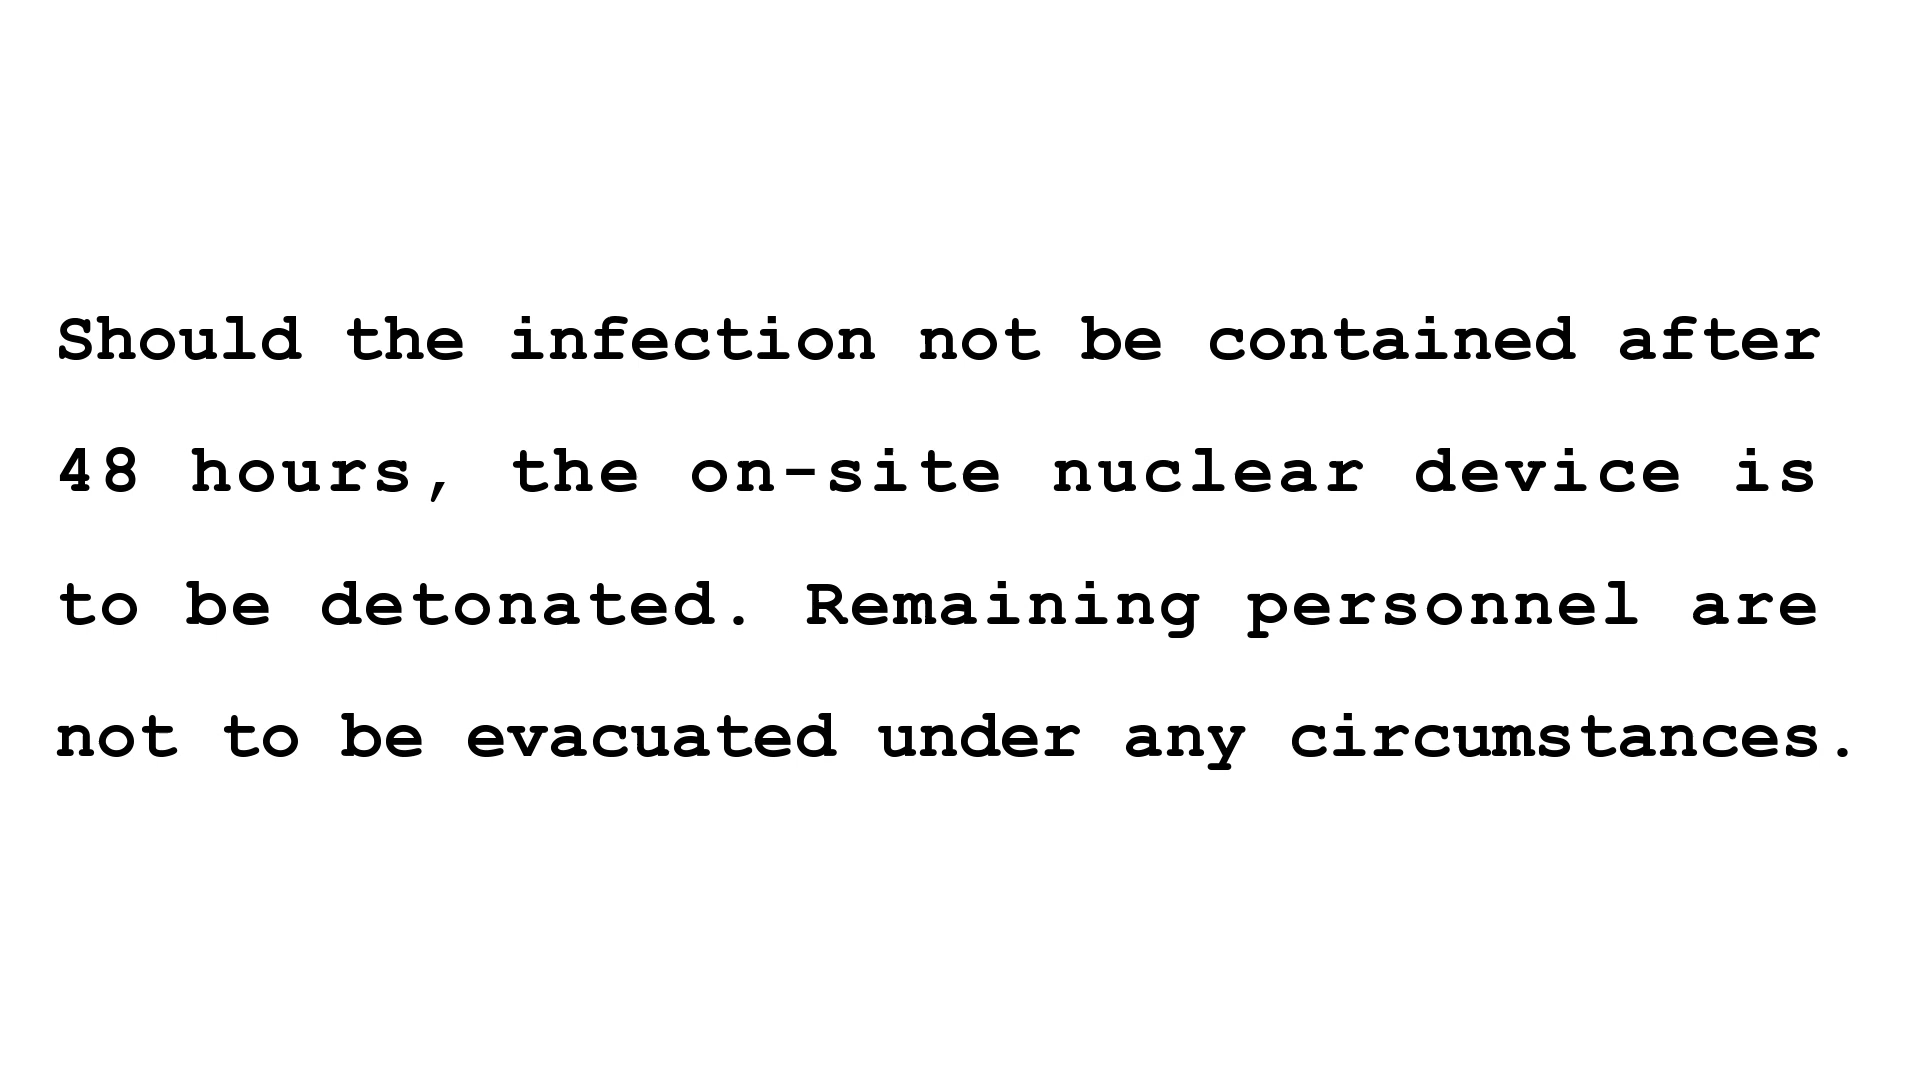 Should the infection not be contained after
48 hours, the on-site nuclear device is
to be detonated. Remaining personnel are
not to be evacuated under any circumstances.